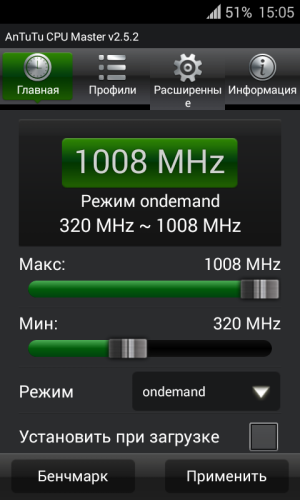 51% 15:05
AnTuTu CPU Master v2.5.2
Главная Профили Расширенны
е Информация
1008 MHz
Режим ondemand
320 MHz ~ 1008 MHz
Макс: 1008 MHz
Мин: 320 MHz
Режим ondemand
Установить при загрузке
Бенчмарк Применить